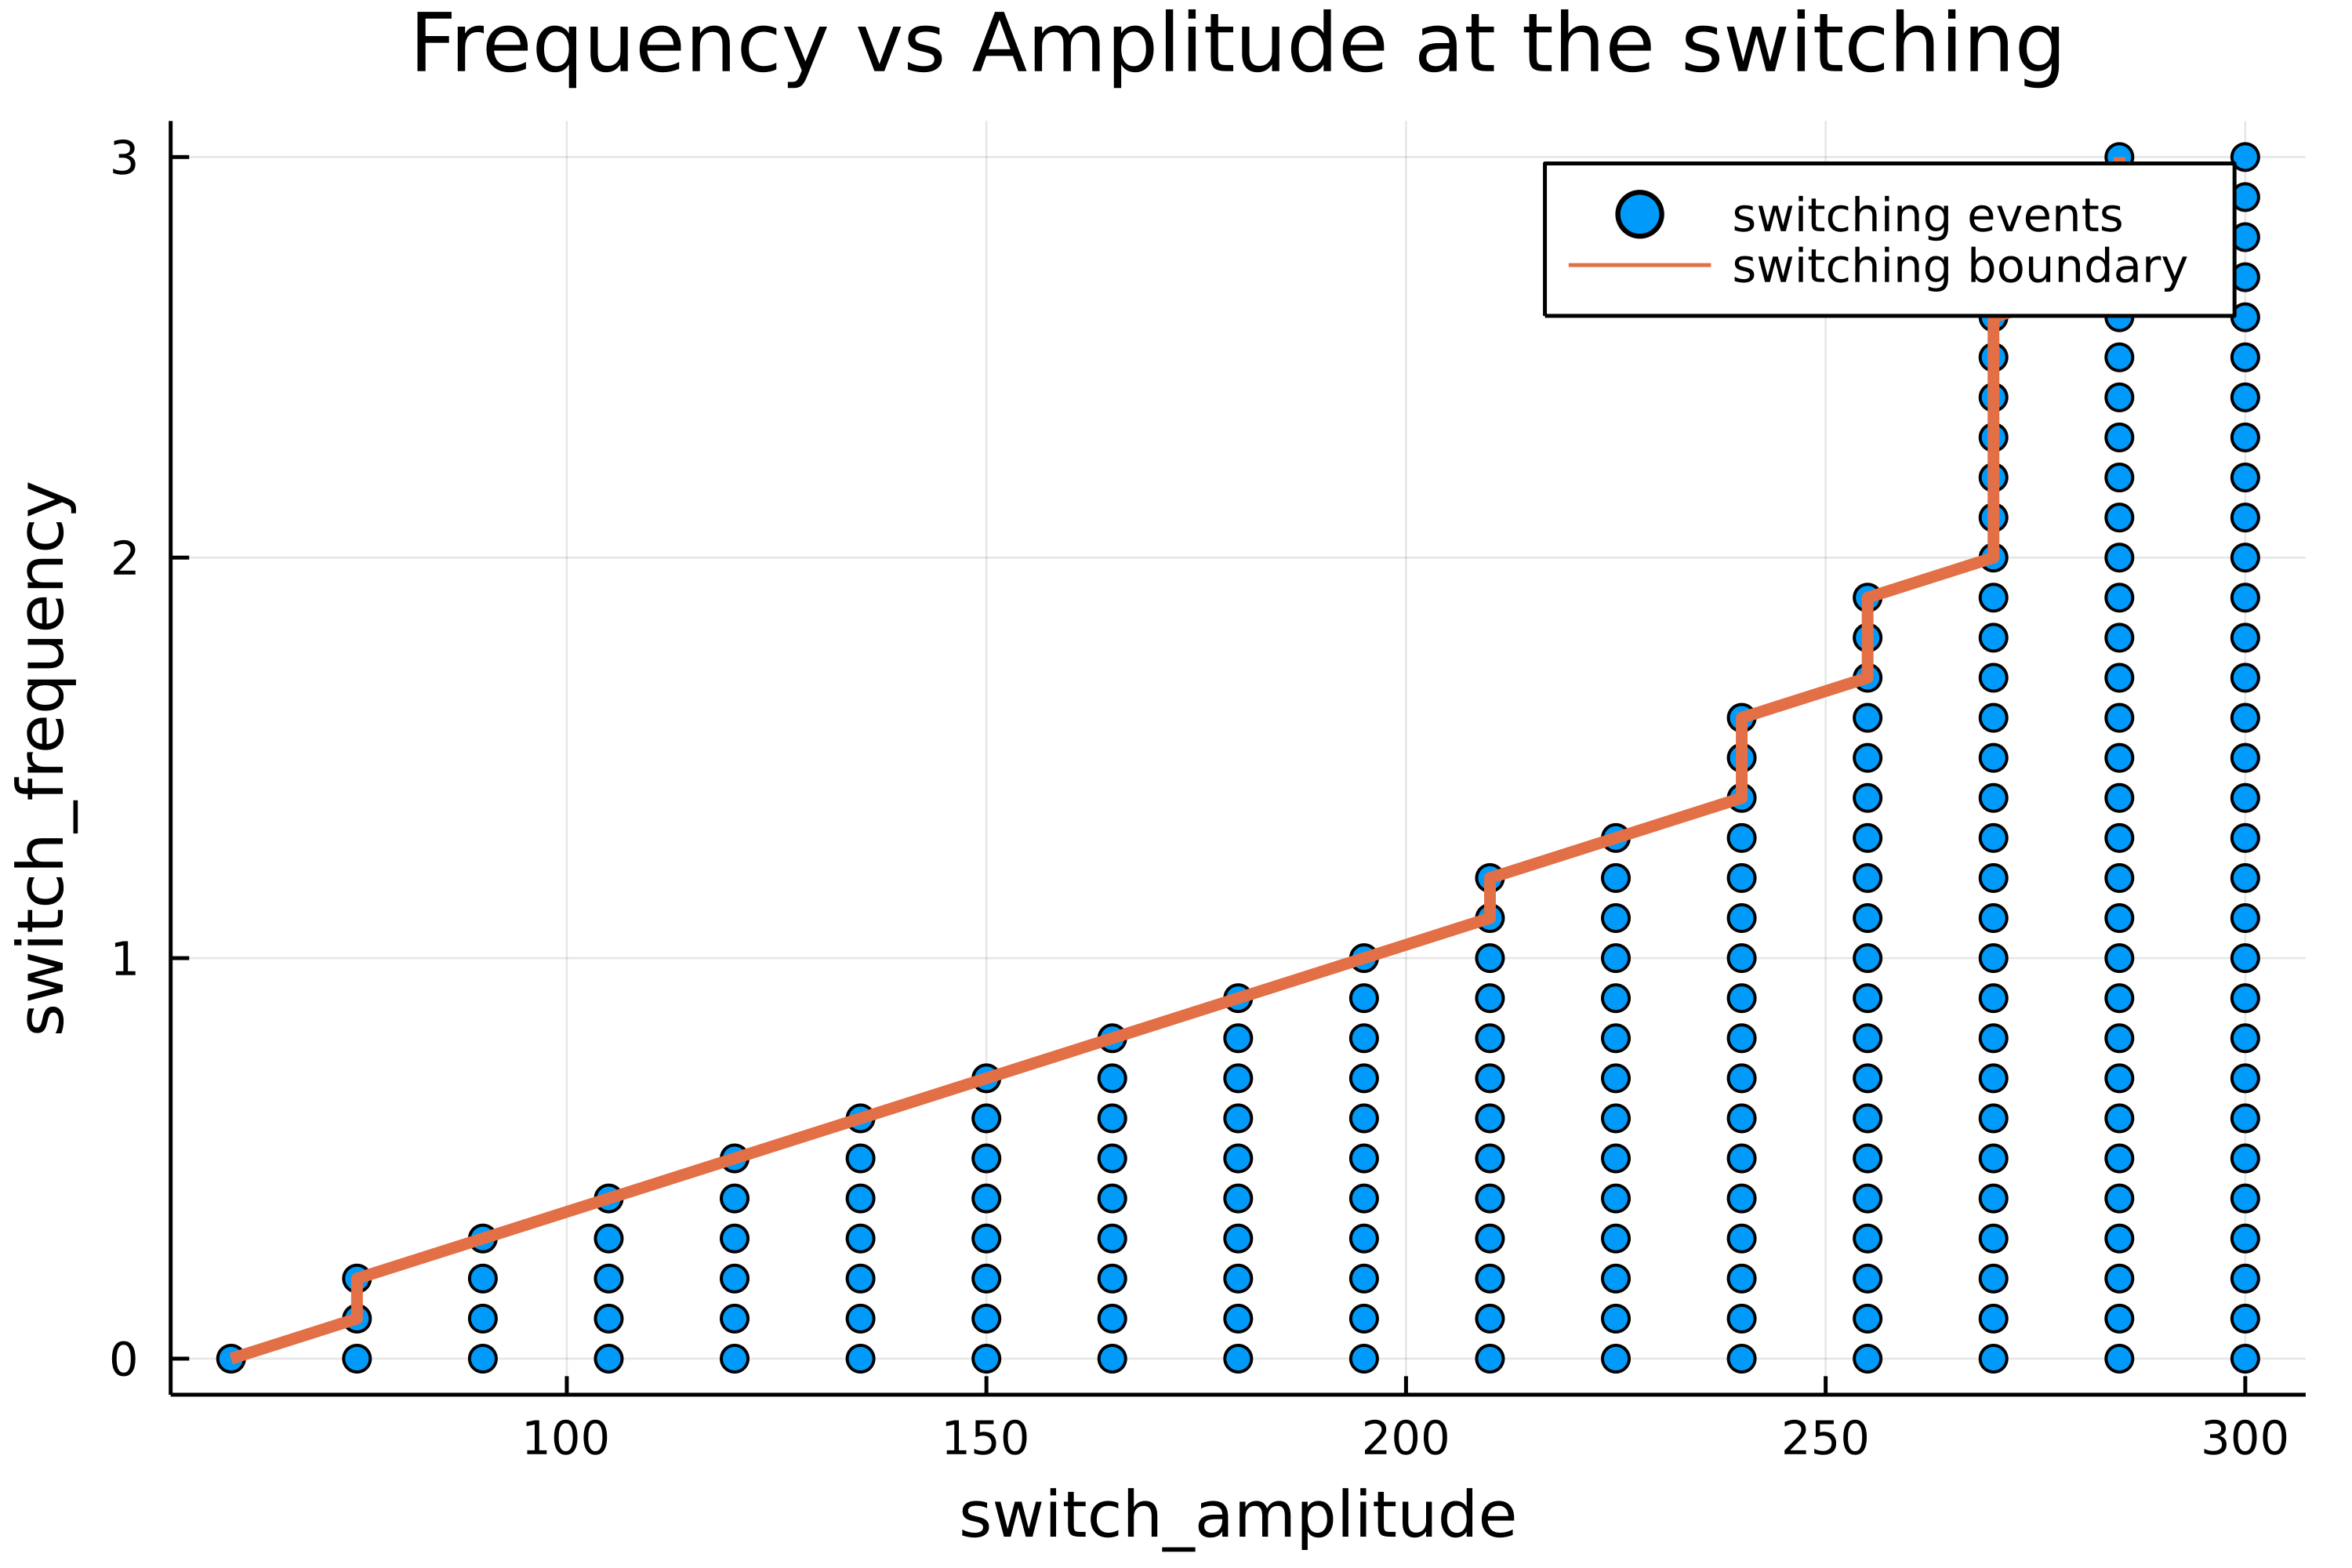 Frequency vs Amplitude at the switching
switch_frequency
3
2
1
0
switching events
switching boundary
100
150
200
250
300
switch_amplitude